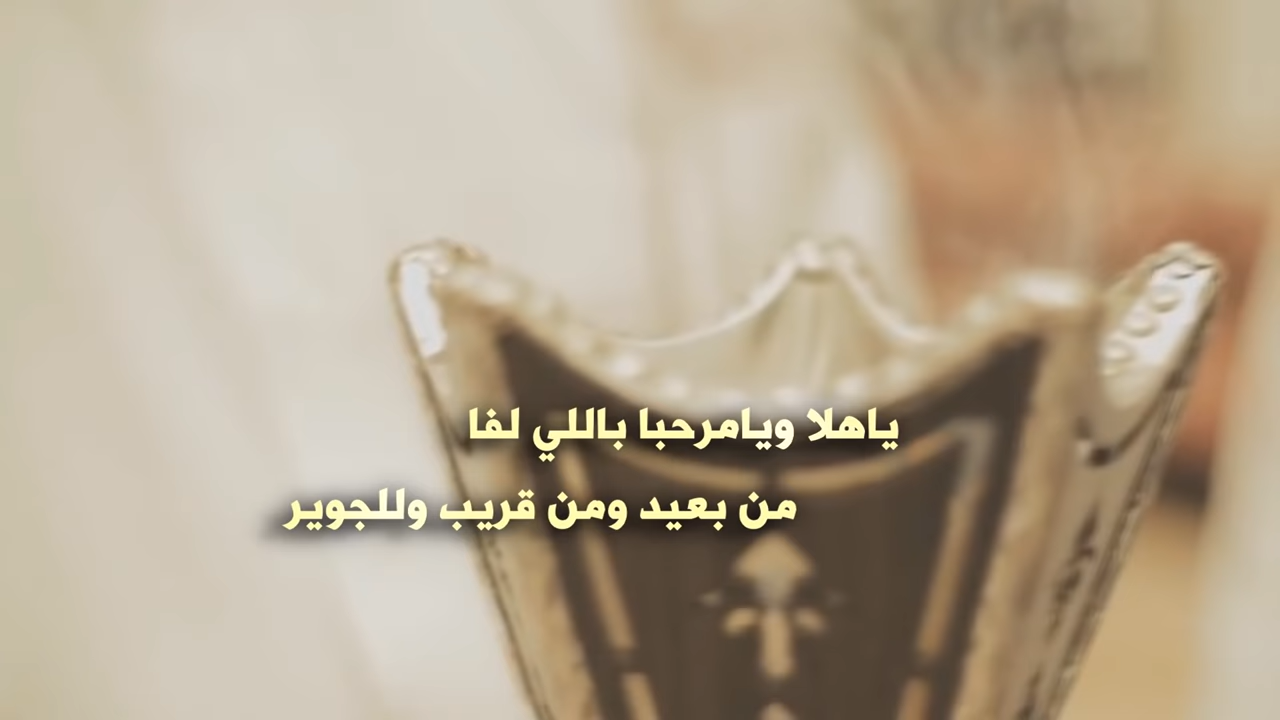 ياهلا ويامرحبا باللي لفا
من بعيد ومن قريب وللجوير